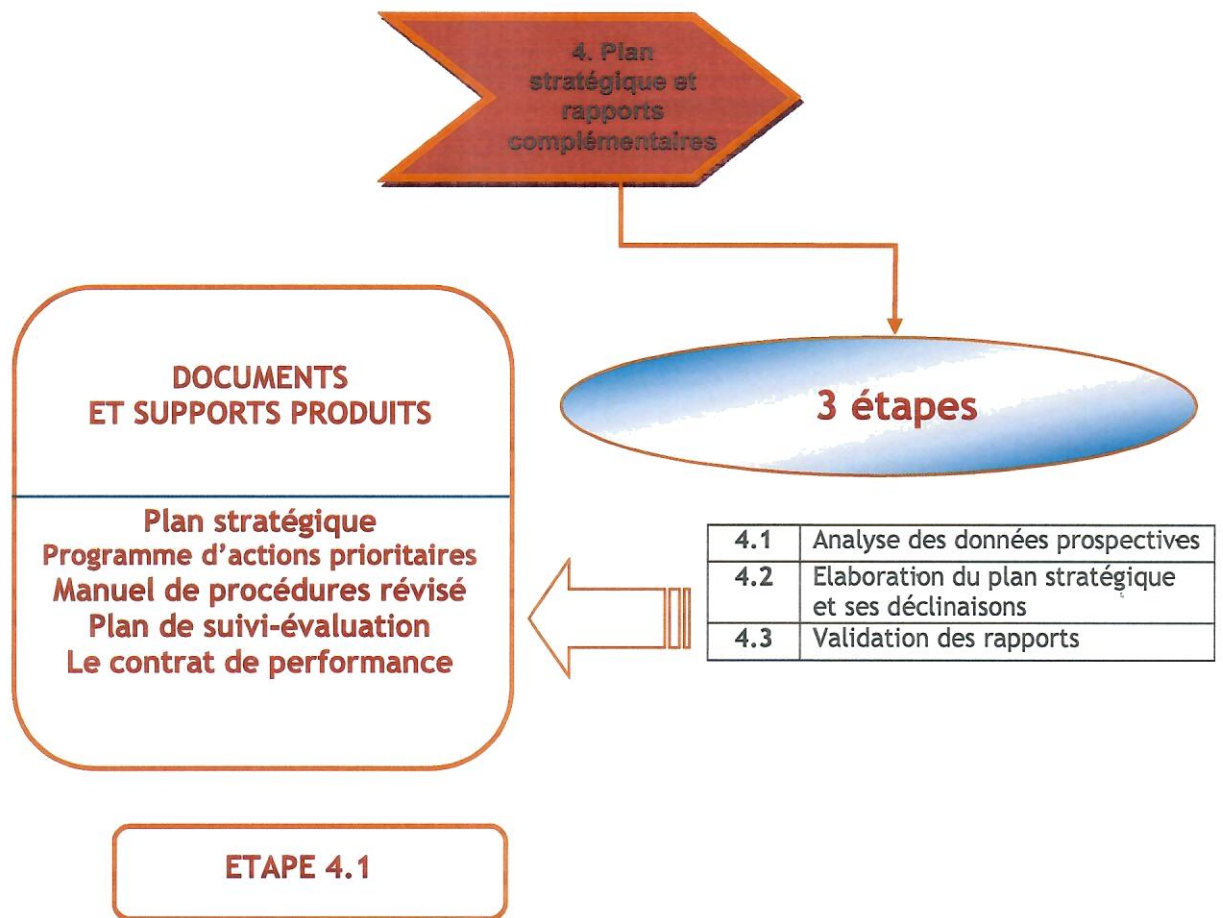 4. Plan
stratégique et
rapports
complémentaires
3 étapes
DOCUMENTS
ET SUPPORTS PRODUITS
Plan stratégique
Programme d'actions prioritaires
Manuel de procédures révisé
Plan de suivi-évaluation
Le contrat de performance
4.1 Analyse des données prospectives
4.2 Elaboration du plan stratégique
et ses déclinaisons
4.3 Validation des rapports
ETAPE 4.1